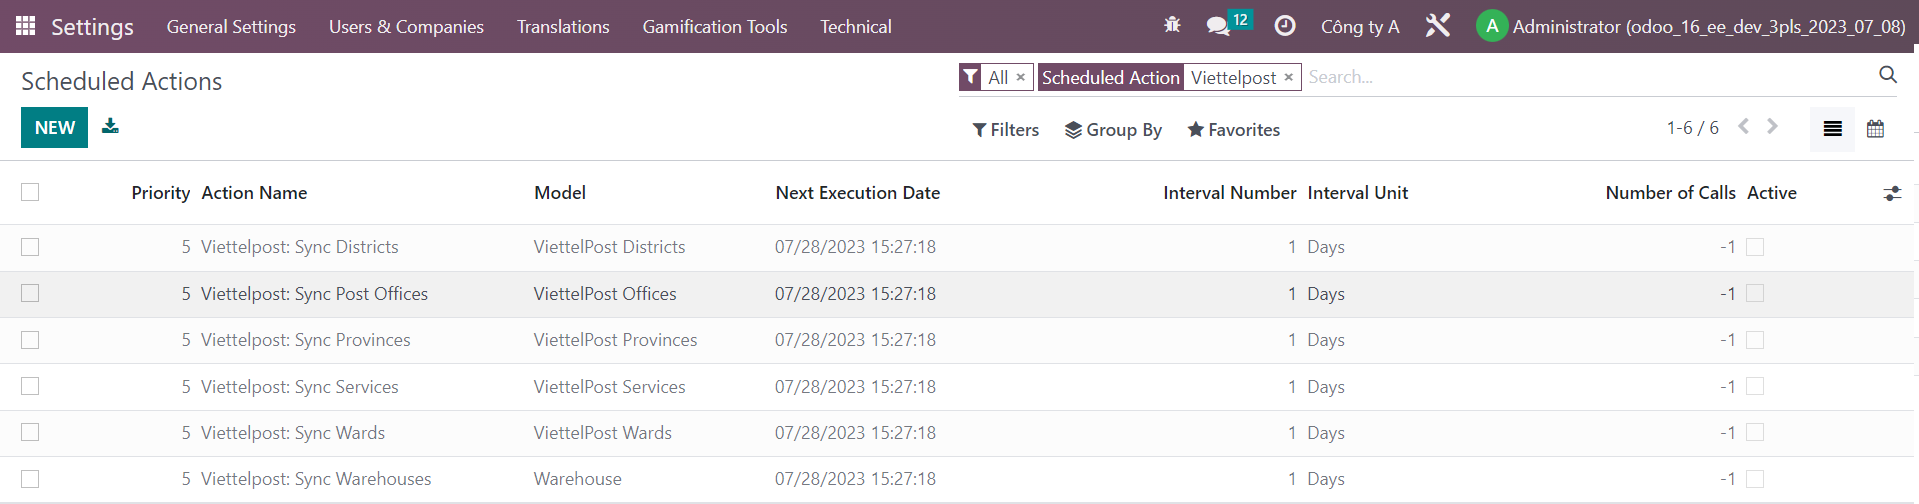 Settings General Settings Users & Companies Translations Gamification Tools Technical 12 Công ty A A Administrator (odoo_16_ee_dev_3pls_2023_07_08)
Scheduled Actions All × Scheduled Action Viettelpost × Search...
NEW Filters Group By Favorites 1-6 / 6
Priority Action Name Model Next Execution Date Interval Number Interval Unit Number of Calls Active
5 Viettelpost: Sync Districts ViettelPost Districts 07/28/2023 15:27:18 1 Days -1
5 Viettelpost: Sync Post Offices ViettelPost Offices 07/28/2023 15:27:18 1 Days -1
5 Viettelpost: Sync Provinces ViettelPost Provinces 07/28/2023 15:27:18 1 Days -1
5 Viettelpost: Sync Services ViettelPost Services 07/28/2023 15:27:18 1 Days -1
5 Viettelpost: Sync Wards ViettelPost Wards 07/28/2023 15:27:18 1 Days -1
5 Viettelpost: Sync Warehouses Warehouse 07/28/2023 15:27:18 1 Days -1